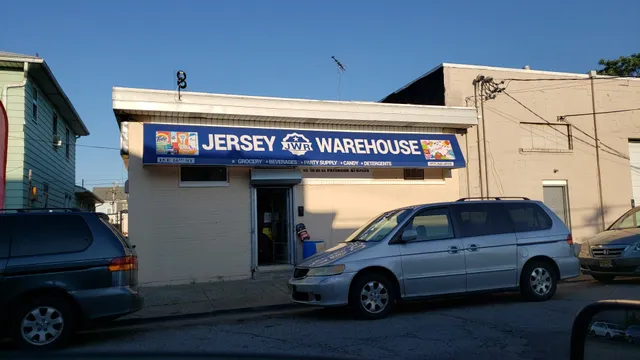 JERSEY JWR WAREHOUSE
• GROCERY • BEVERAGES • PARTY SUPPLY • CANDY • DETERGENTS